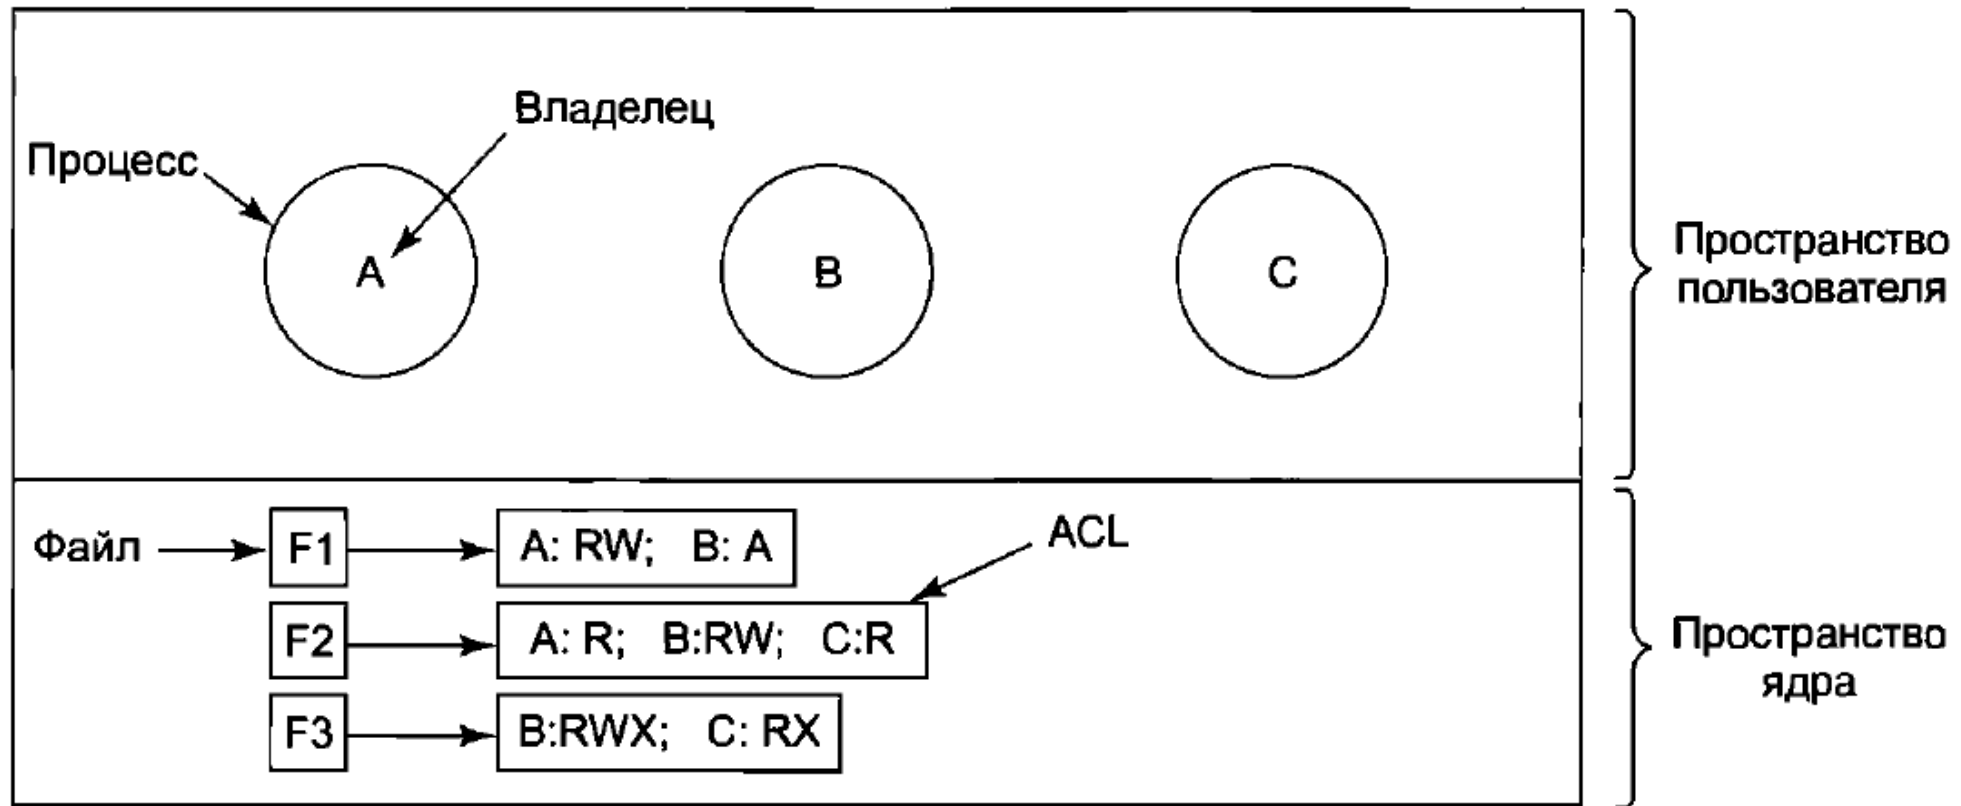 Владелец
Процесс
A
B
C
Пространство
пользователя
Файл
F1
A: RW; B: A
ACL
F2
A: R; B:RW; C:R
F3
B:RWX; C: RX
Пространство
ядра